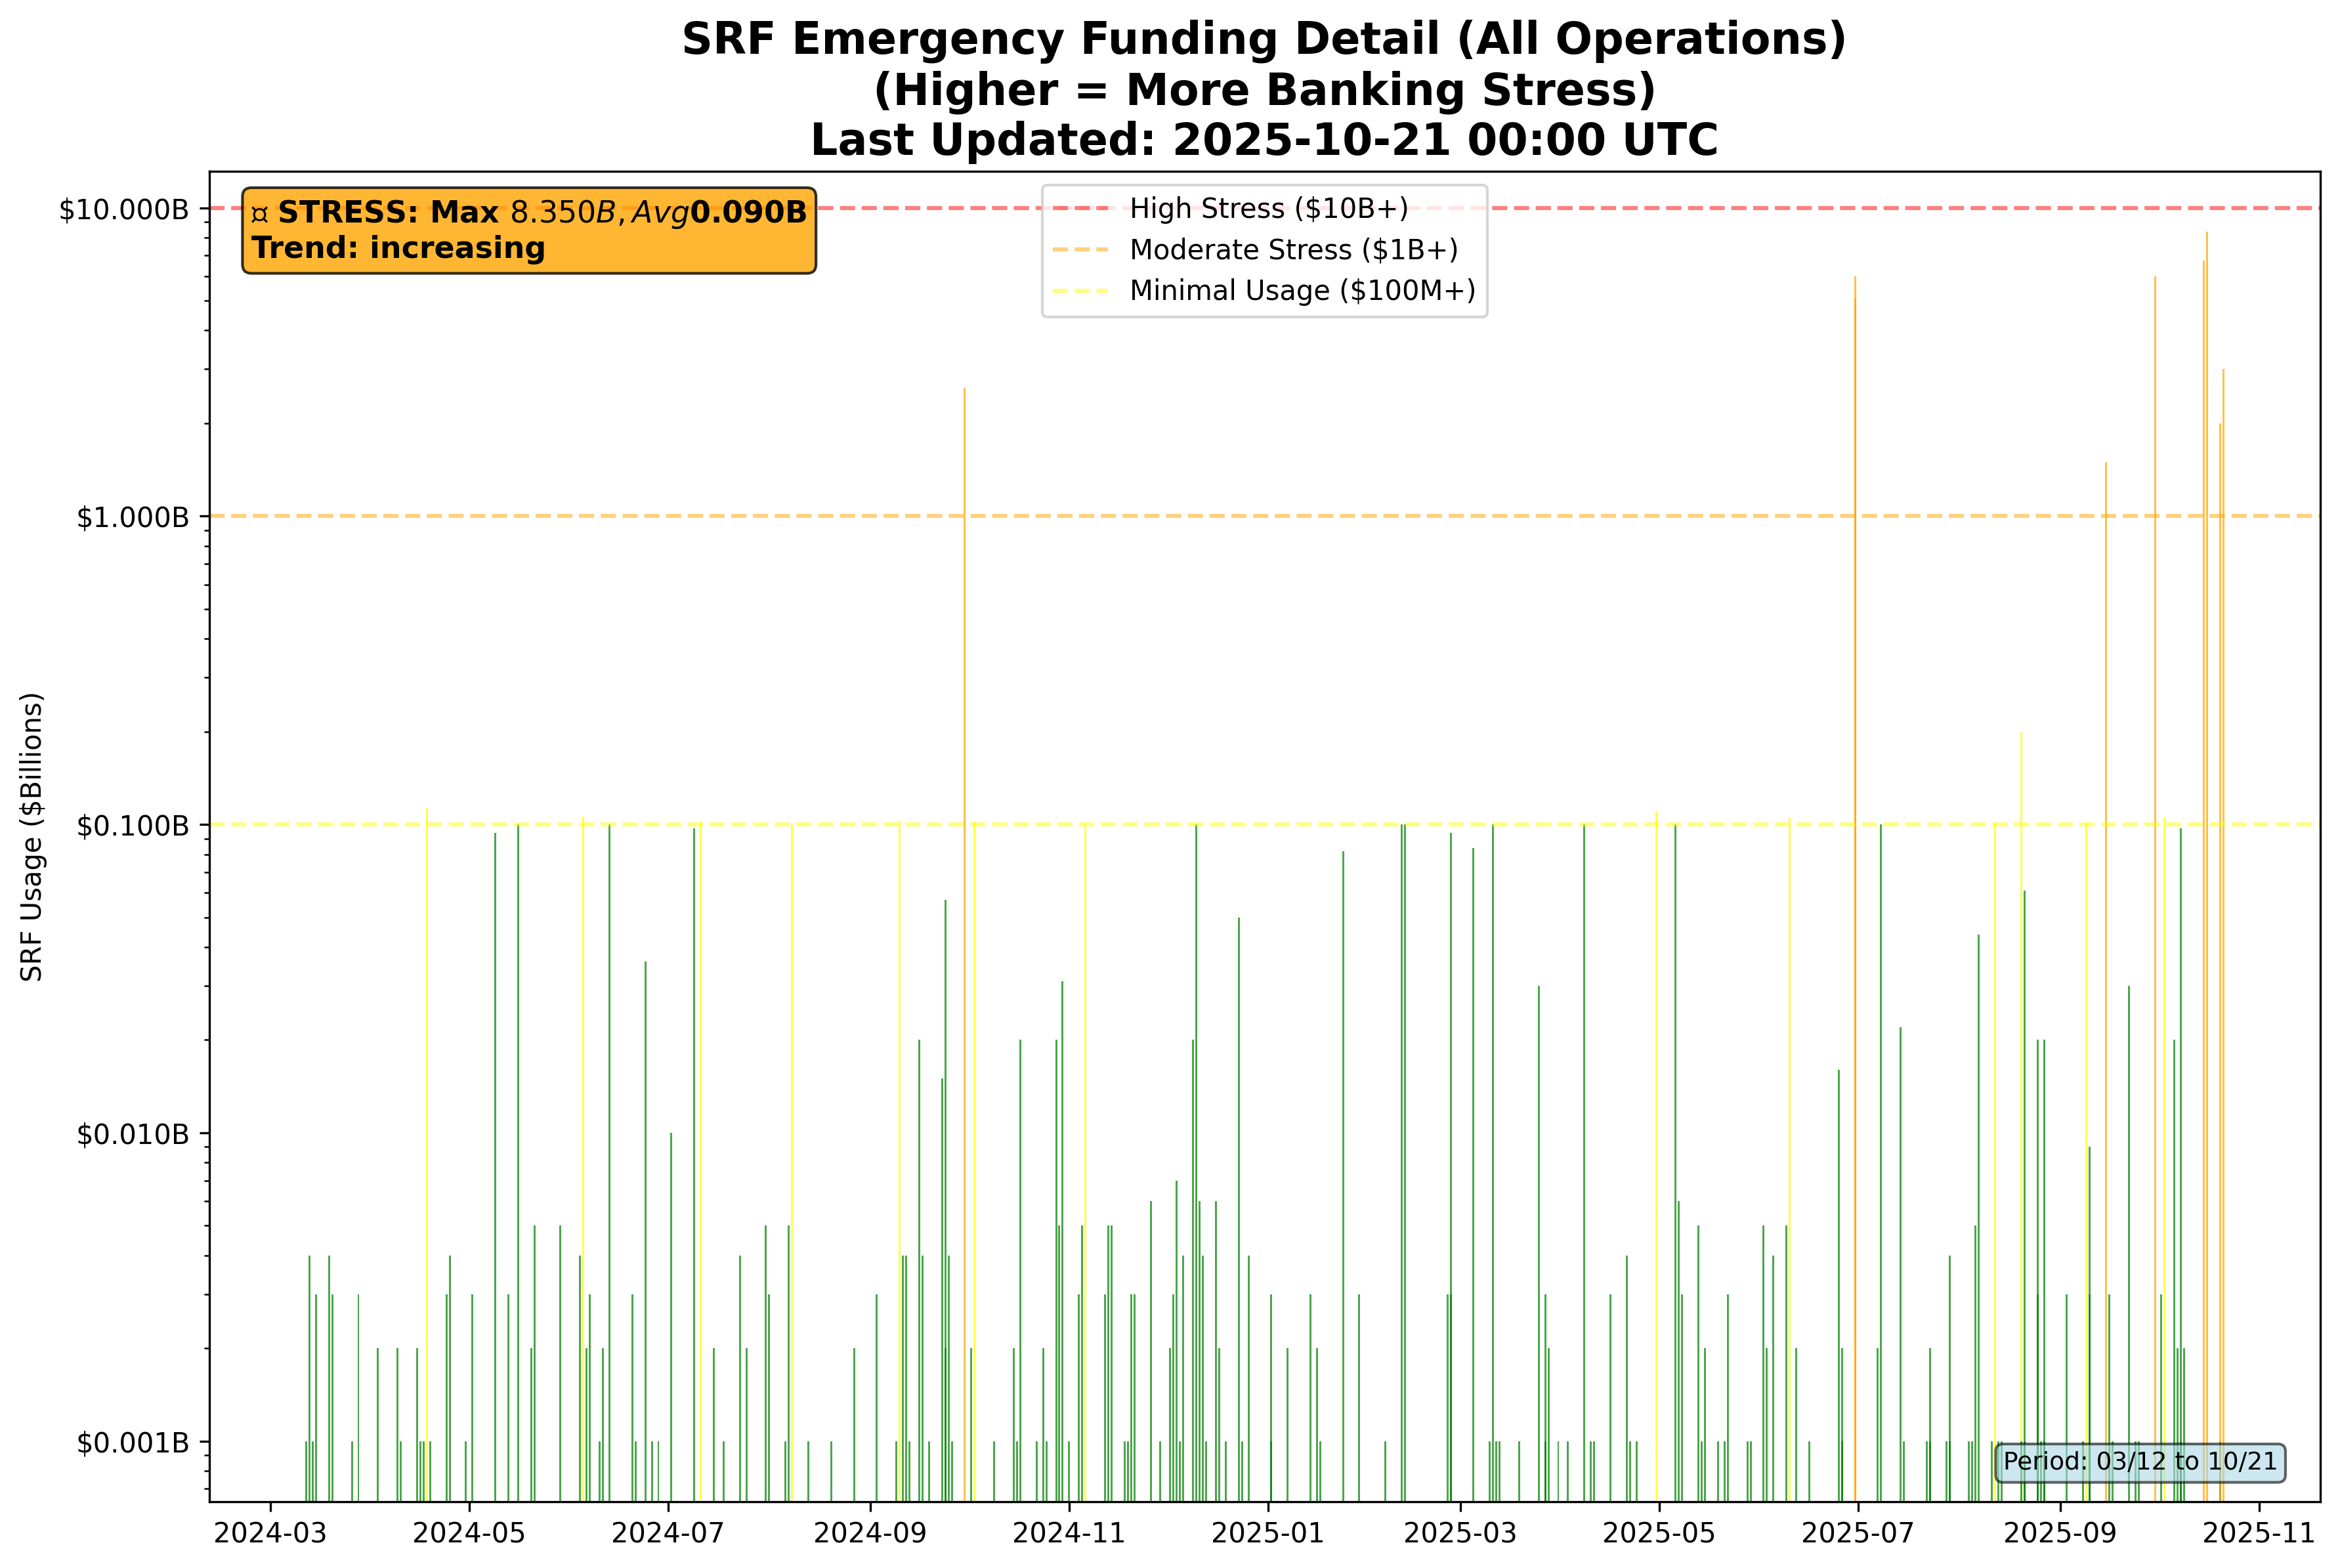 SRF Emergency Funding Detail (All Operations)
(Higher = More Banking Stress)
Last Updated: 2025-10-21 00:00 UTC
¤ STRESS: Max 8.350B, Avg0.090B
Trend: increasing
High Stress ($10B+)
Moderate Stress ($1B+)
Minimal Usage ($100M+)
SRF Usage ($Billions)
$10.000B
$1.000B
$0.100B
$0.010B
$0.001B
Period: 03/12 to 10/21
2024-03 2024-05 2024-07 2024-09 2024-11 2025-01 2025-03 2025-05 2025-07 2025-09 2025-11